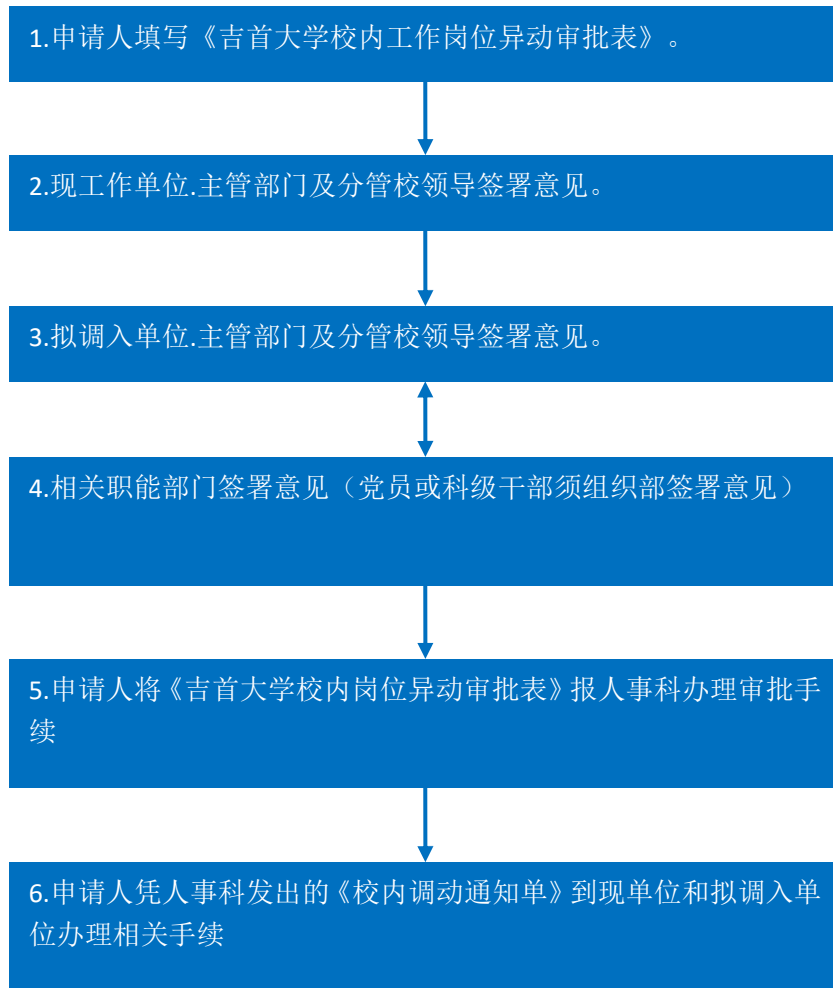 1.申请人填写《吉首大学校内工作岗位异动审批表》。
2.现工作单位.主管部门及分管校领导签署意见。
3.拟调入单位.主管部门及分管校领导签署意见。
4.相关职能部门签署意见（党员或科级干部须组织部签署意见）
5.申请人将《吉首大学校内岗位异动审批表》报人事科办理审批手
续
6.申请人凭人事科发出的《校内调动通知单》到现单位和拟调入单
位办理相关手续